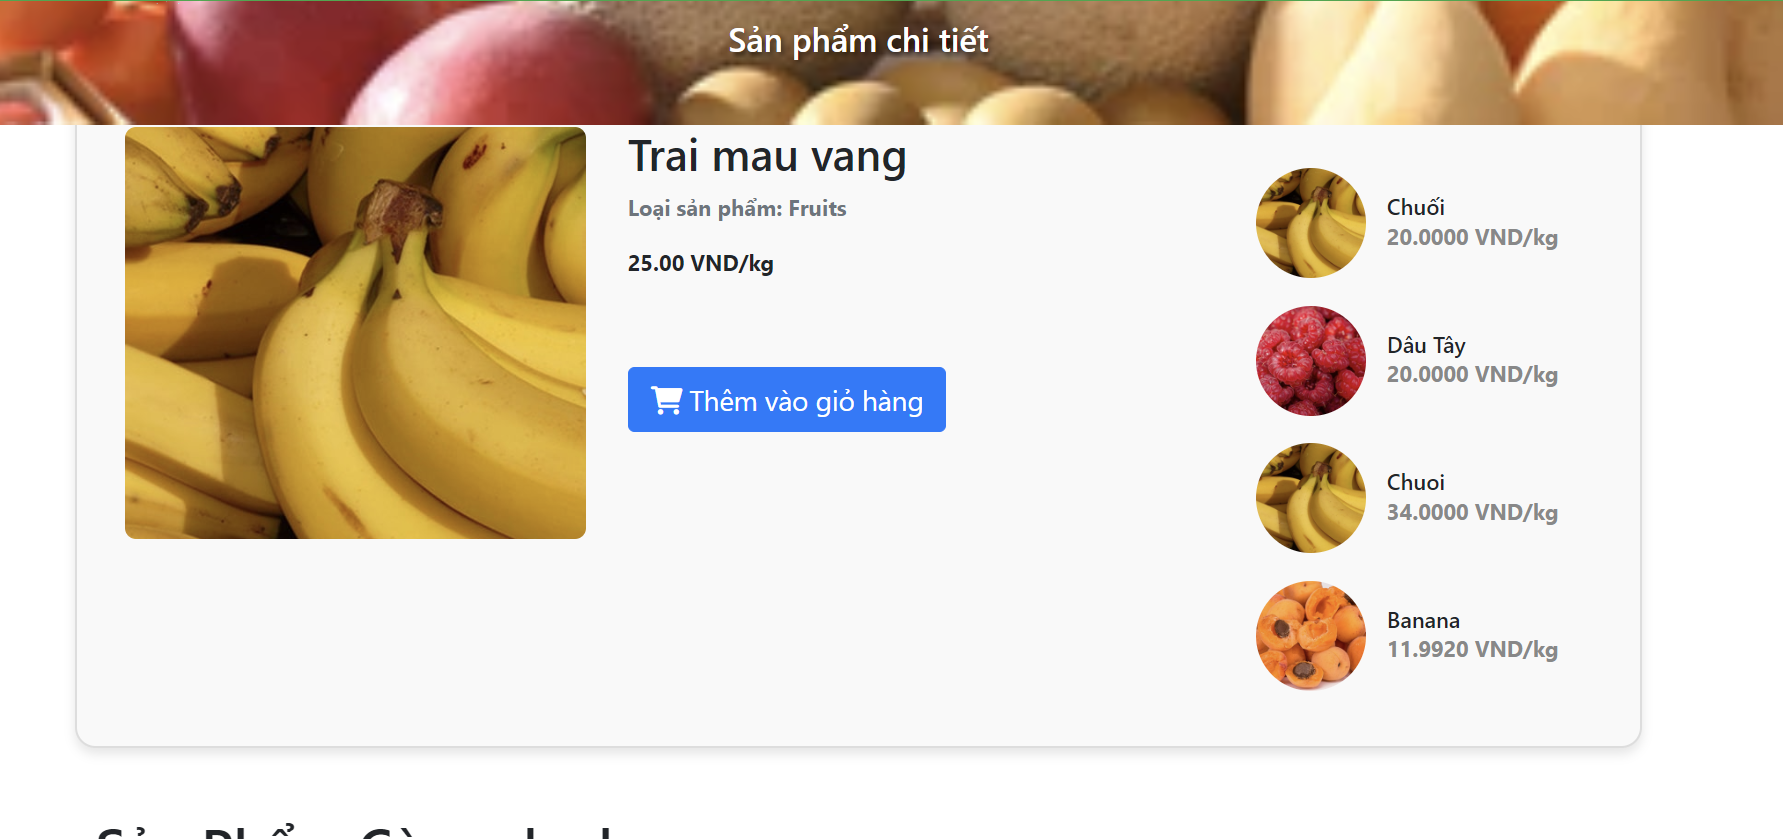 Sản phẩm chi tiết
Trai mau vang
Loại sản phẩm: Fruits
25.00 VND/kg
Thêm vào giỏ hàng
Chuối
20.0000 VND/kg
Dâu Tây
20.0000 VND/kg
Chuoi
34.0000 VND/kg
Banana
11.9920 VND/kg